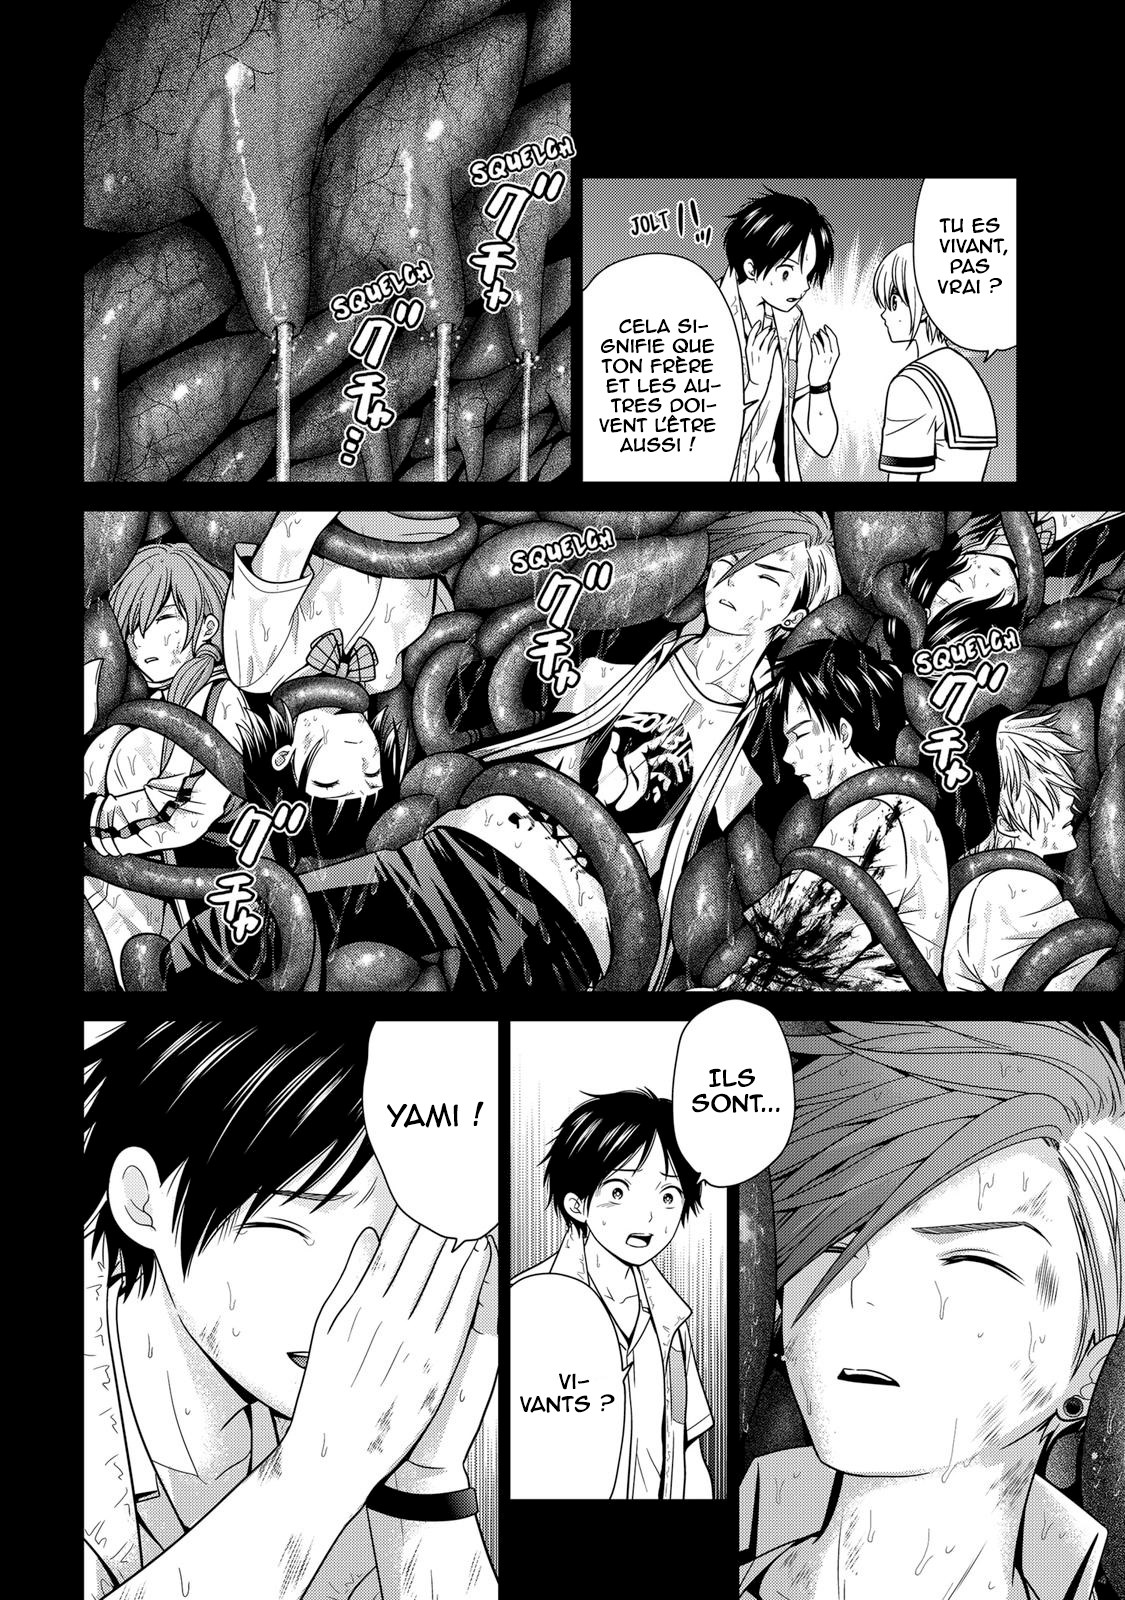 TU ES
VIVANT,
PAS
VRAI ?
JOLT
CELA SI-
GNIFIE QUE
TON FRÈRE
ET LES AU-
TRES DOI-
VENT L'ÊTRE
AUSSI !
SQUELCH
グチャ
SQUELCH
グチャ...
SQUELCH
グチャ
SQUELCH
グチャ
グチャ
ILS
SONT...
VI-
VANTS ?
YAMI !